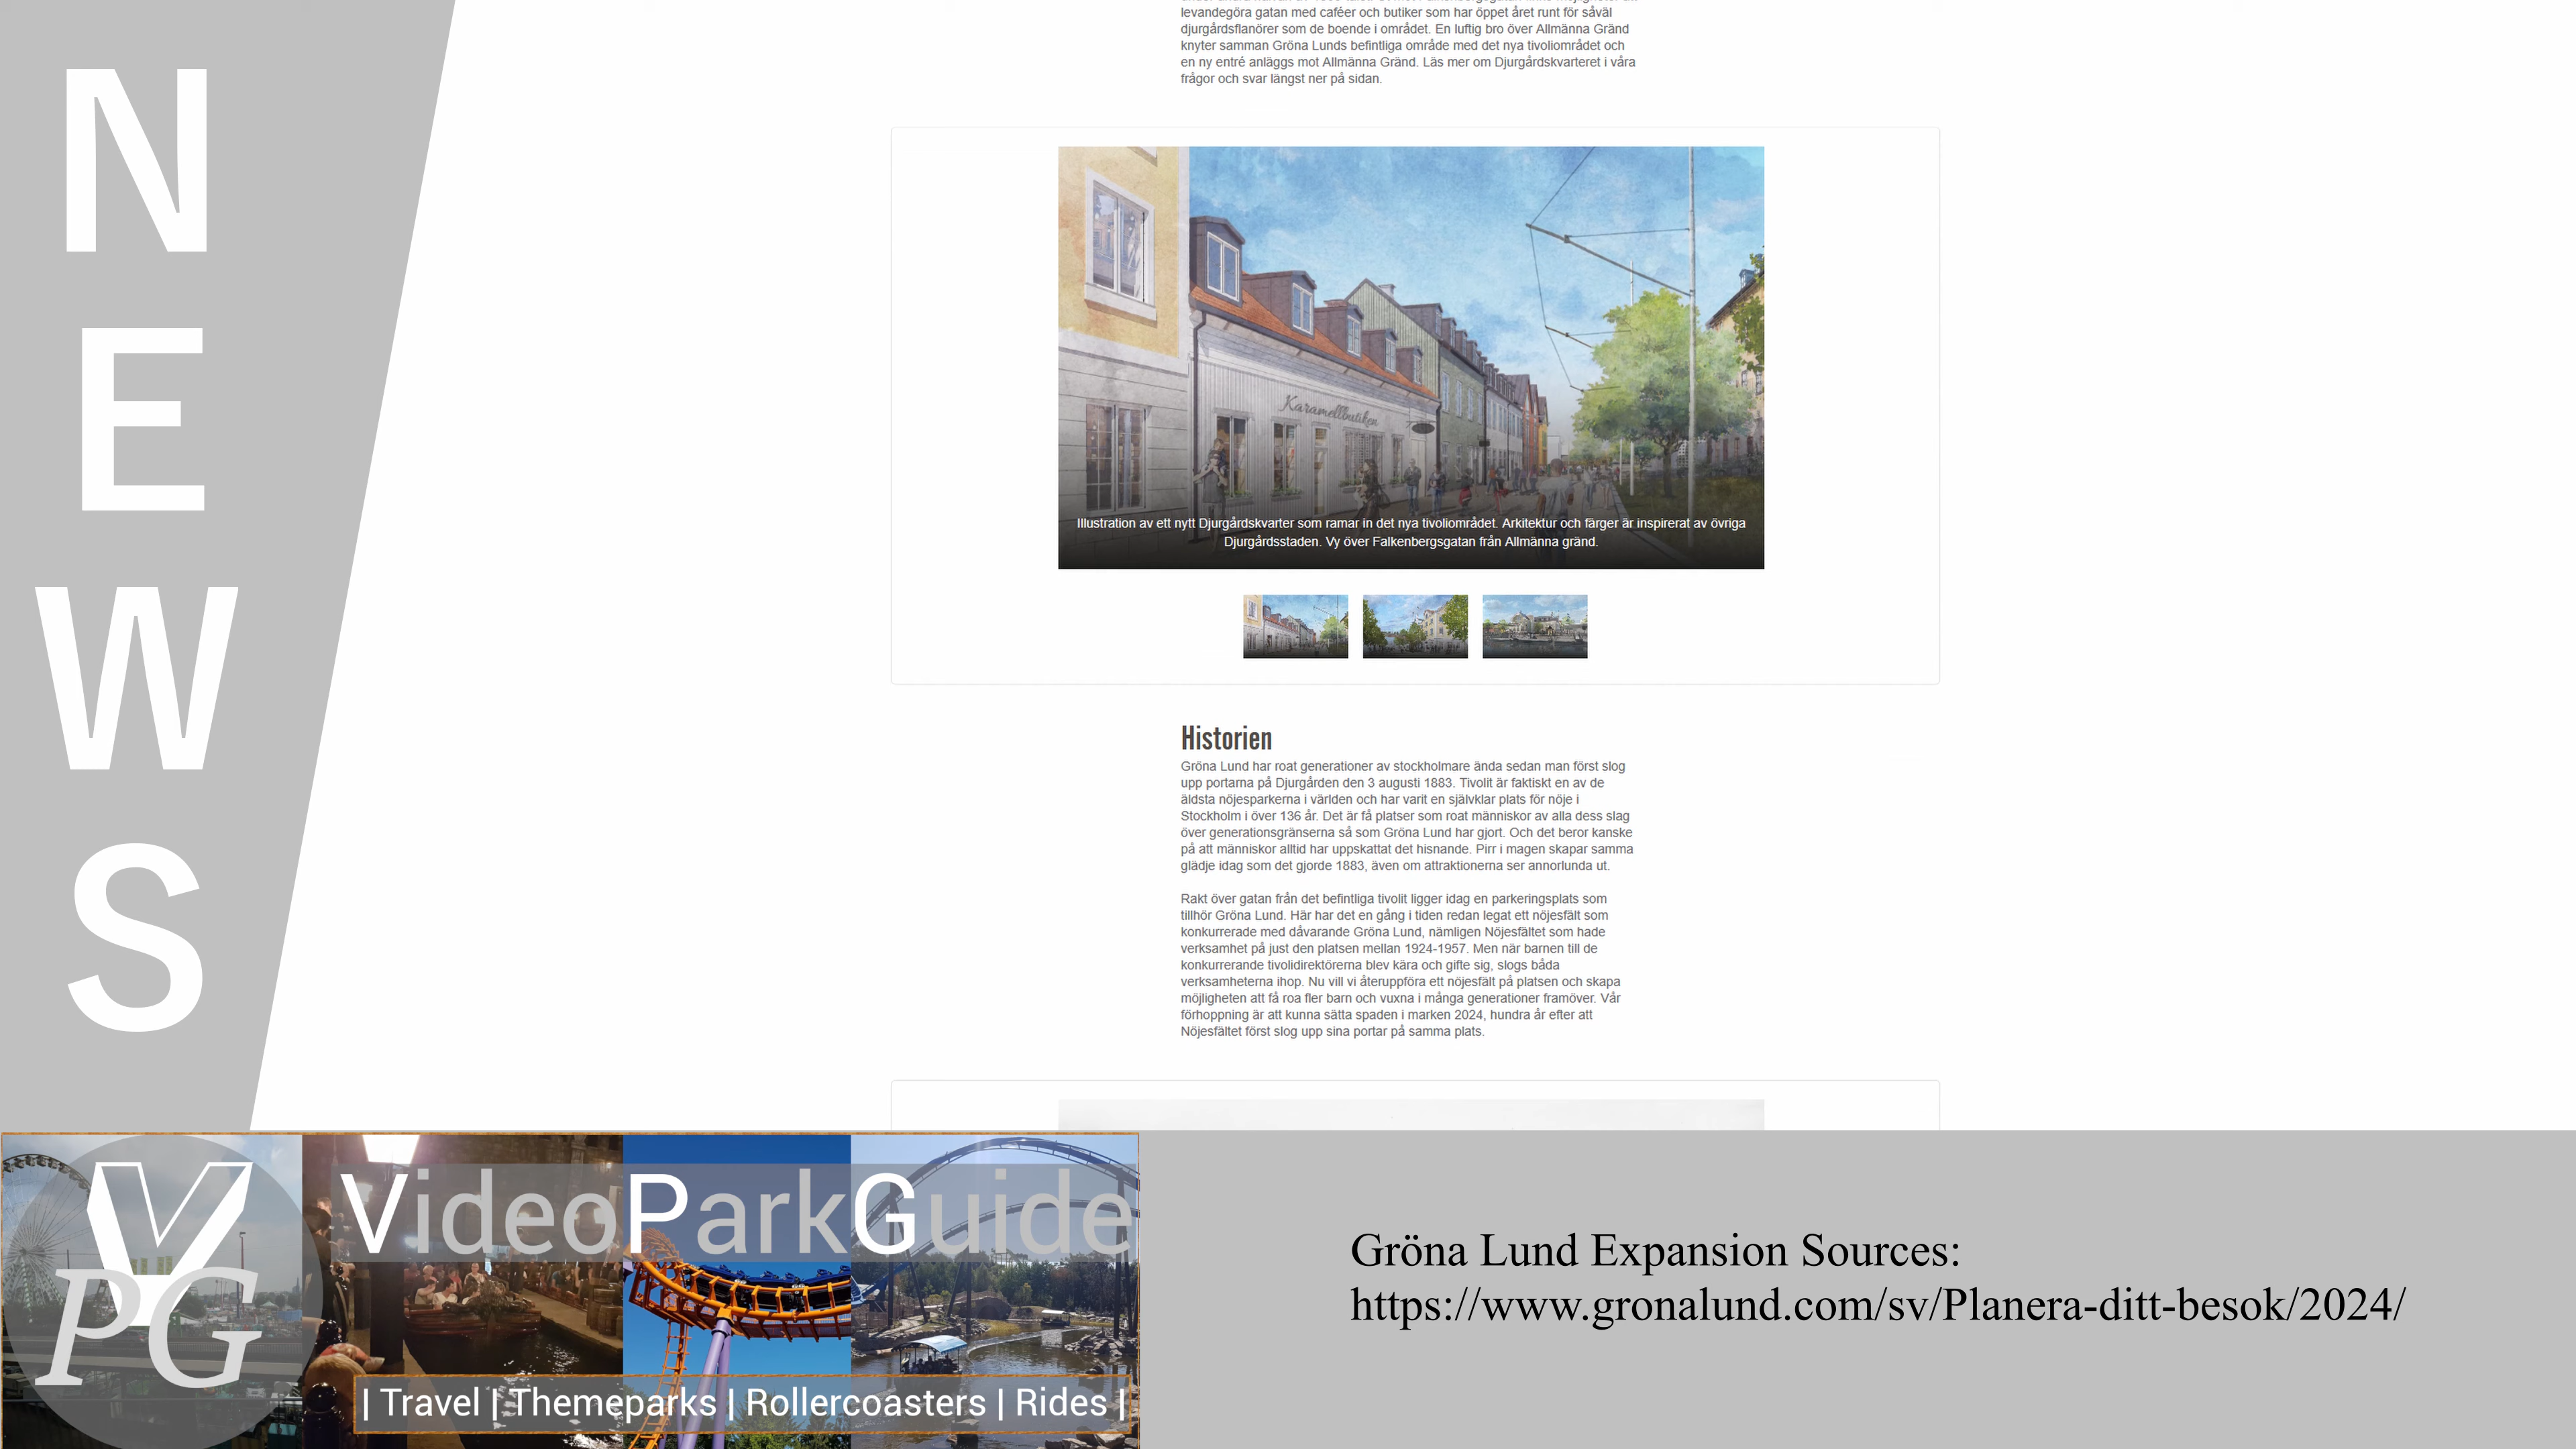 NEWS
levandegöra gatan med caféer och butiker som har öppet året runt för såväl
djurgårdsflanörer som de boende i området. En luftig bro över Allmänna Gränd
knyter samman Gröna Lunds befintliga område med det nya tivoliområdet och
en ny entré anläggs mot Allmänna Gränd. Läs mer om Djurgårdskvarteret i våra
frågor och svar längst ner på sidan.
Karamellbutiken
Illustration av ett nytt Djurgårdskvarter som ramar in det nya tivoliområdet. Arkitektur och färger är inspirerat av övriga
Djurgårdsstaden. Vy över Falkenbergsgatan från Allmänna gränd.
Historien
Gröna Lund har roat generationer av stockholmare ända sedan man först slog
upp portarna på Djurgården den 3 augusti 1883. Tivolit är faktiskt en av de
äldsta nöjesparkerna i världen och har varit en självklar plats för nöje i
Stockholm i över 136 år. Det är få platser som roat människor av alla dess slag
över generationsgränserna så som Gröna Lund har gjort. Och det beror kanske
på att människor alltid har uppskattat det hisnande. Pirr i magen skapar samma
glädje idag som det gjorde 1883, även om attraktionerna ser annorlunda ut.
Rakt över gatan från det befintliga tivolit ligger idag en parkeringsplats som
tillhör Gröna Lund. Här har det en gång i tiden redan legat ett nöjesfält som
konkurrerade med dåvarande Gröna Lund, nämligen Nöjesfältet som hade
verksamhet på just den platsen mellan 1924-1957. Men när barnen till de
konkurrerande tivolidirektörerna blev kära och gifte sig, slogs båda
verksamheterna ihop. Nu vill vi återuppföra ett nöjesfält på platsen och skapa
möjligheten att få roa fler barn och vuxna i många generationer framöver. Vår
förhoppning är att kunna sätta spaden i marken 2024, hundra år efter att
Nöjesfältet först slog upp sina portar på samma plats.
VPG
VideoParkGuide
| Travel | Themeparks | Rollercoasters | Rides |
Gröna Lund Expansion Sources:
https://www.gronalund.com/sv/Planera-ditt-besok/2024/